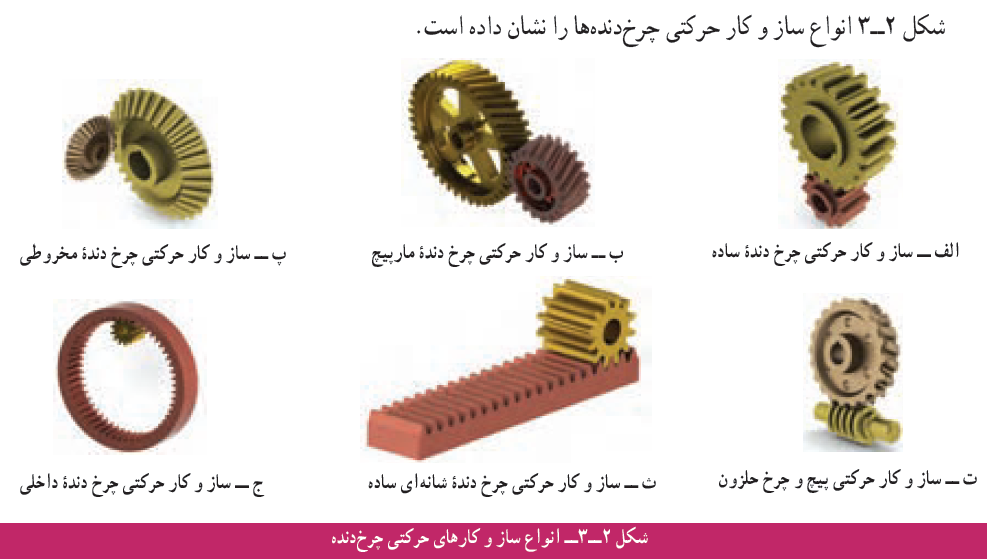 شکل ۲ــ۳ انواع ساز و کار حرکتی چرخ‌دنده‌ها را نشان داده است.
الف ــ ساز و کار حرکتی چرخ دندهٔ ساده
ب ــ ساز و کار حرکتی چرخ دندهٔ مارپیچ
پ ــ ساز و کار حرکتی چرخ دندهٔ مخروطی
ت ــ ساز و کار حرکتی پیچ و چرخ حلزون
ث ــ ساز و کار حرکتی چرخ دندهٔ شانه‌ای ساده
ج ــ ساز و کار حرکتی چرخ دندهٔ داخلی
شکل ۲ــ۳ــ انواع ساز و کارهای حرکتی چرخ‌دنده